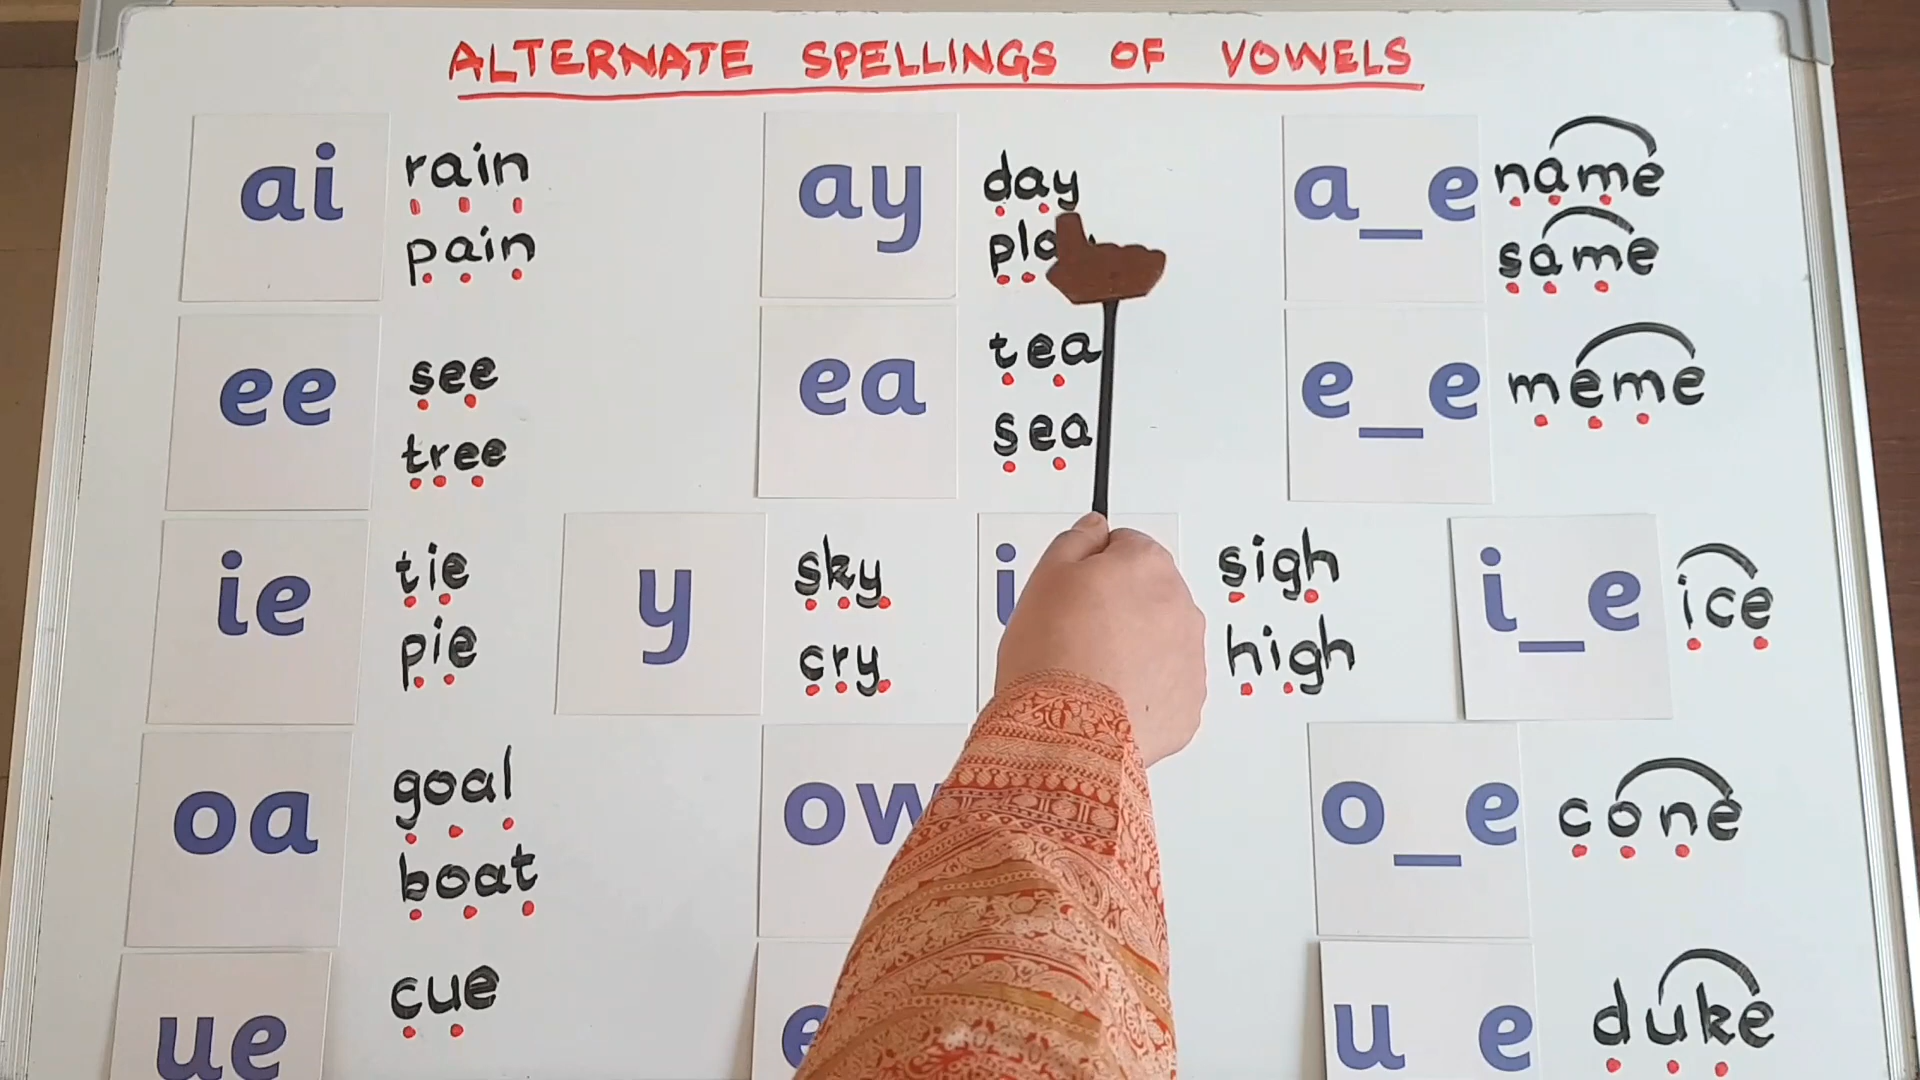 ALTERNATE SPELLINGS OF VOWELS
ai rain ay day a_e name
pain same
ee see ea tea e_e meme
tree sea
ie tie y sky sigh i_e ice
pie cry high
oa goal ow o_e cone
boat
ue cue u_e duke